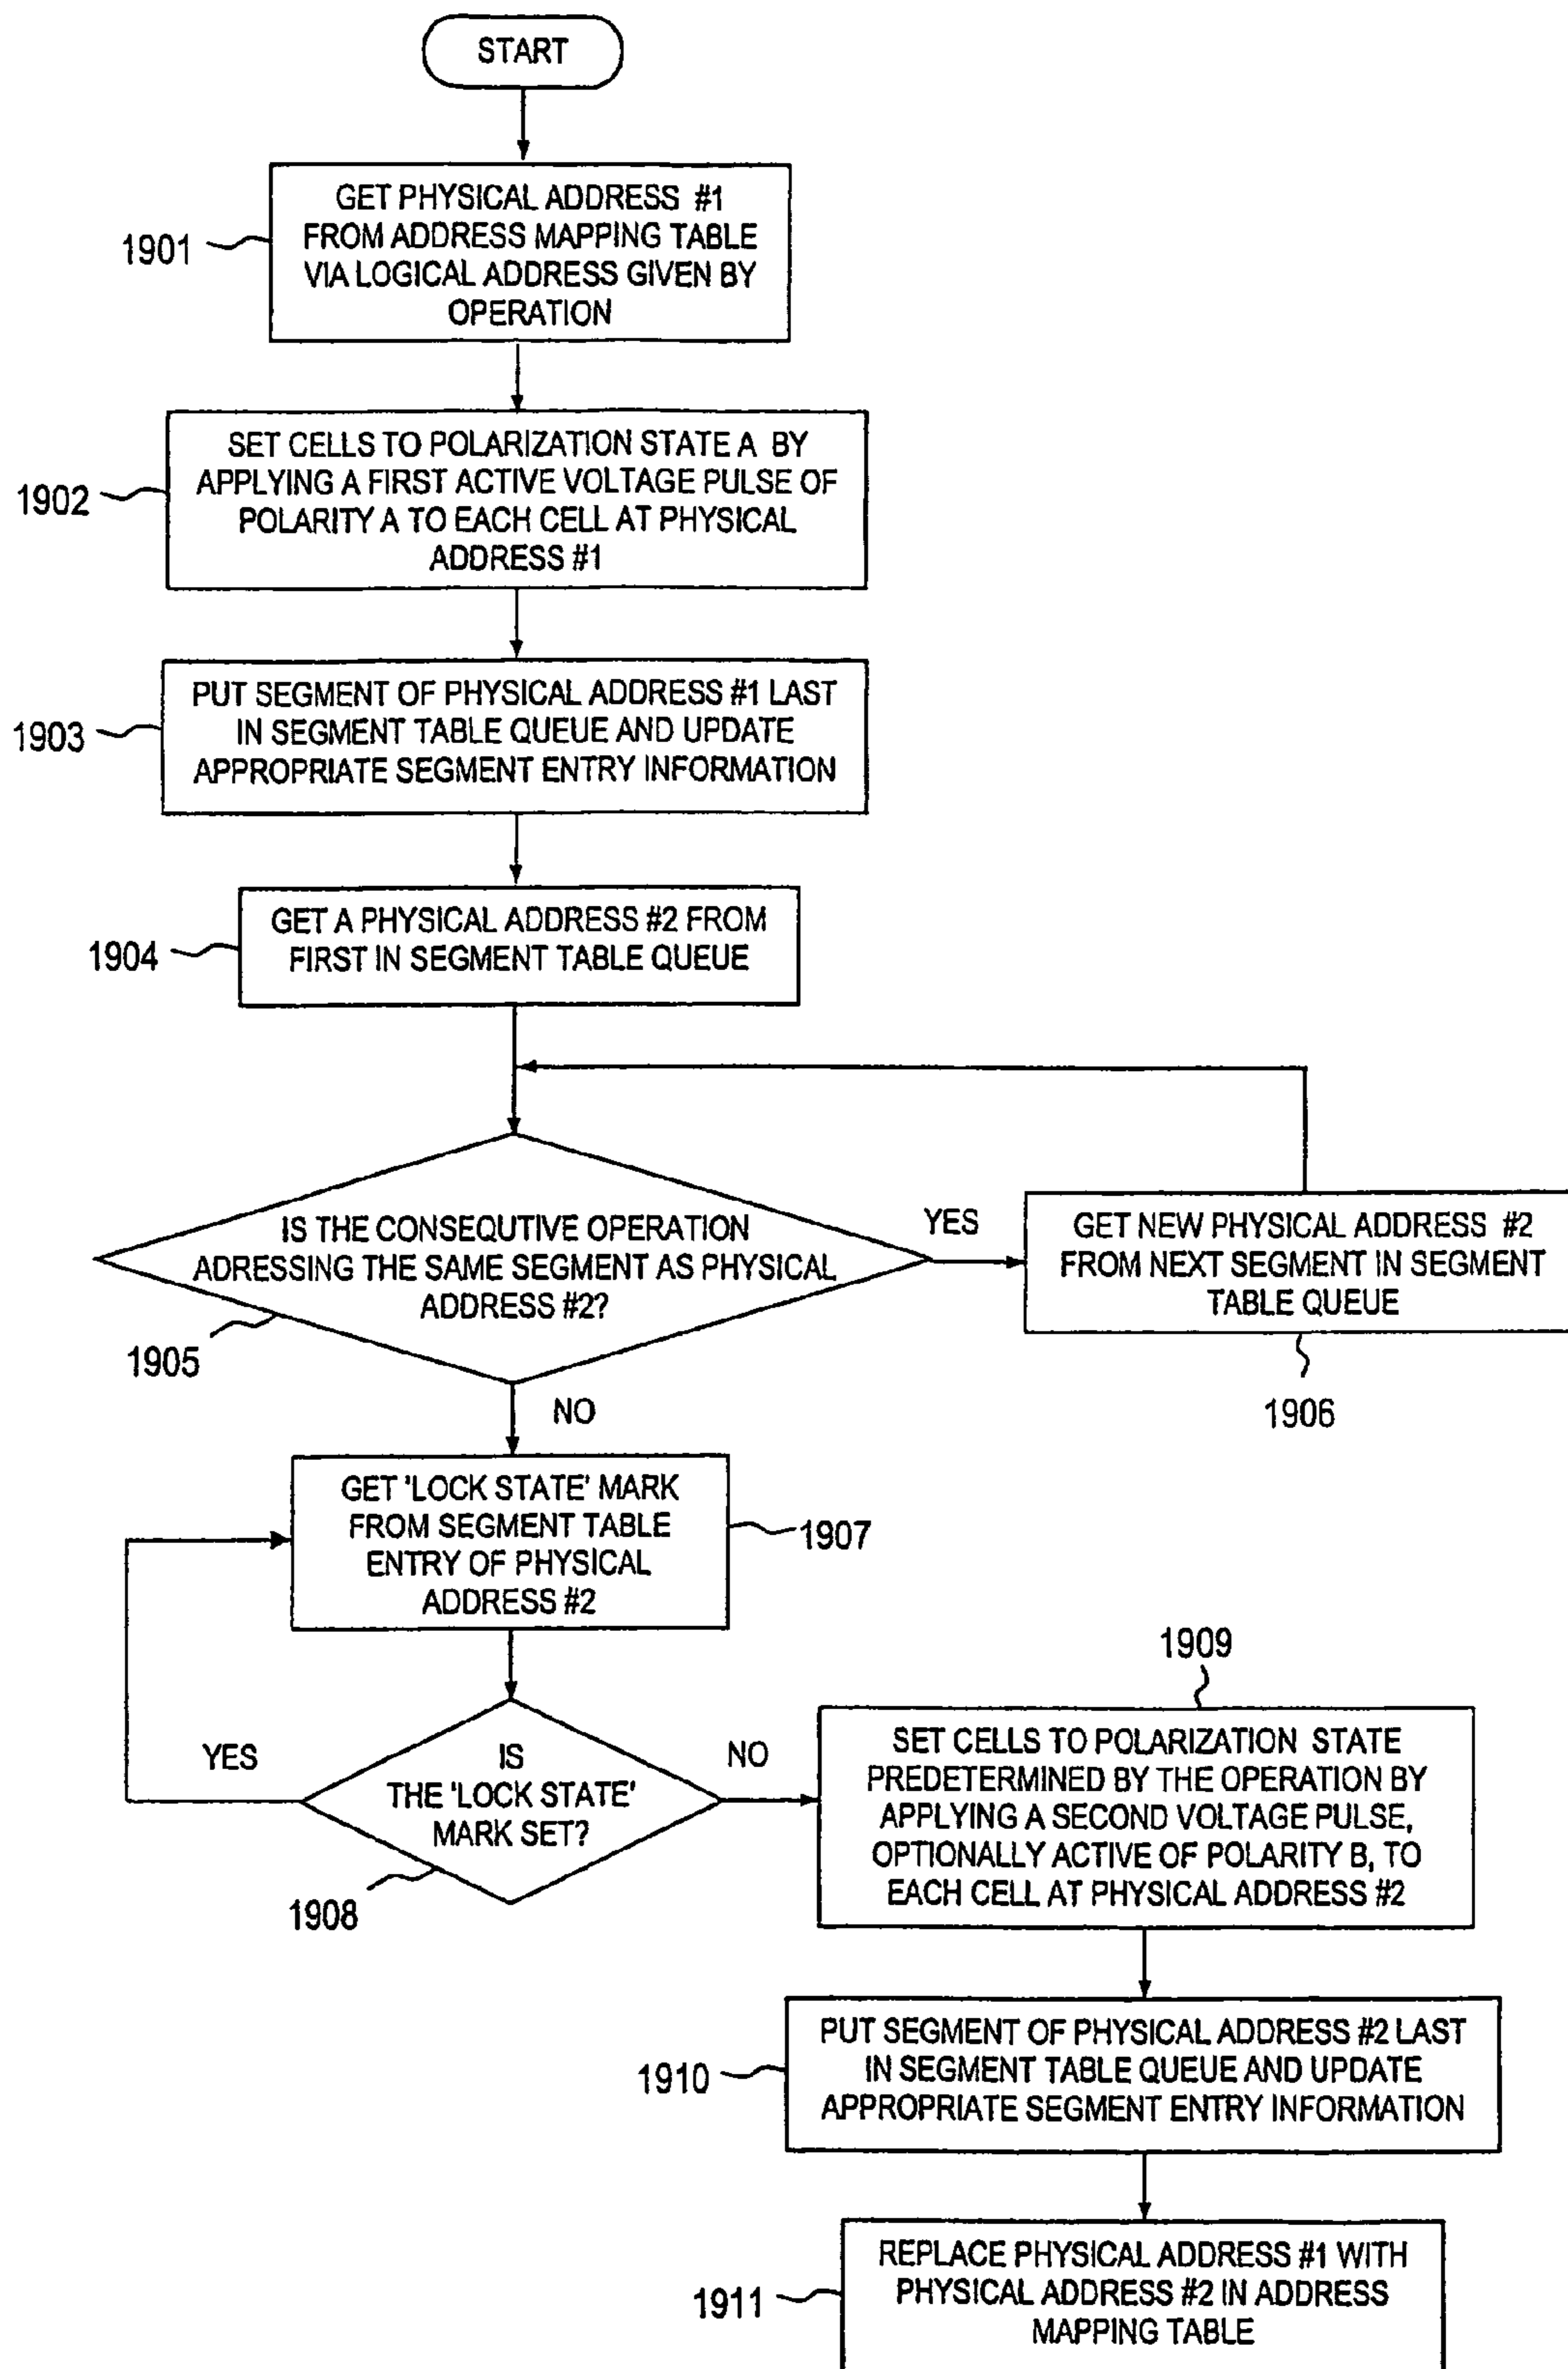 START
GET PHYSICAL ADDRESS #1
FROM ADDRESS MAPPING TABLE
VIA LOGICAL ADDRESS GIVEN BY
OPERATION
1901
SET CELLS TO POLARIZATION STATE A BY
APPLYING A FIRST ACTIVE VOLTAGE PULSE OF
POLARITY A TO EACH CELL AT PHYSICAL
ADDRESS #1
1902
PUT SEGMENT OF PHYSICAL ADDRESS #1 LAST
IN SEGMENT TABLE QUEUE AND UPDATE
APPROPRIATE SEGMENT ENTRY INFORMATION
1903
GET A PHYSICAL ADDRESS #2 FROM
FIRST IN SEGMENT TABLE QUEUE
1904
IS THE CONSEQUTIVE OPERATION
ADRESSING THE SAME SEGMENT AS PHYSICAL
ADDRESS #2?
1905
YES
GET NEW PHYSICAL ADDRESS #2
FROM NEXT SEGMENT IN SEGMENT
TABLE QUEUE
1906
NO
GET 'LOCK STATE' MARK
FROM SEGMENT TABLE
ENTRY OF PHYSICAL
ADDRESS #2
1907
YES
IS
THE 'LOCK STATE'
MARK SET?
1908
NO
1909
SET CELLS TO POLARIZATION STATE
PREDETERMINED BY THE OPERATION BY
APPLYING A SECOND VOLTAGE PULSE,
OPTIONALLY ACTIVE OF POLARITY B, TO
EACH CELL AT PHYSICAL ADDRESS #2
PUT SEGMENT OF PHYSICAL ADDRESS #2 LAST
IN SEGMENT TABLE QUEUE AND UPDATE
APPROPRIATE SEGMENT ENTRY INFORMATION
1910
REPLACE PHYSICAL ADDRESS #1 WITH
PHYSICAL ADDRESS #2 IN ADDRESS
MAPPING TABLE
1911